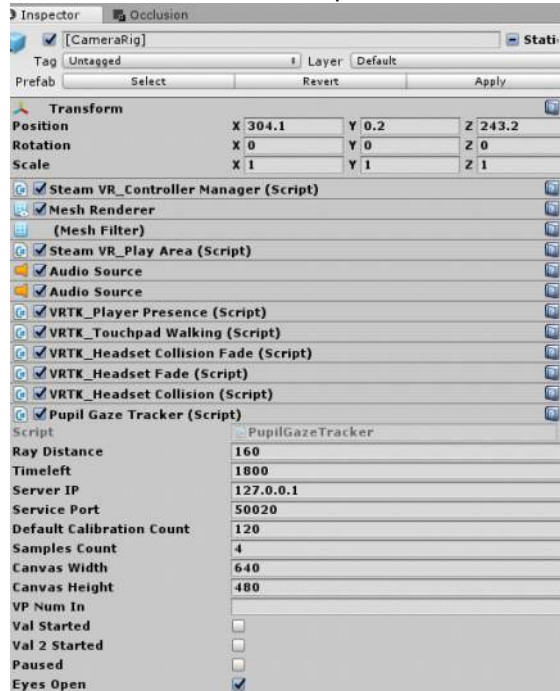 Inspector Occlusion
[CameraRig] Stati
Tag Untagged Layer Default
Prefab Select Revert Apply
Transform
Position X 304.1 Y 0.2 Z 243.2
Rotation X 0 Y 0 Z 0
Scale X 1 Y 1 Z 1
Steam VR_Controller Manager (Script)
Mesh Renderer
(Mesh Filter)
Steam VR_Play Area (Script)
Audio Source
Audio Source
VRTK_Player Presence (Script)
VRTK_Touchpad Walking (Script)
VRTK_Headset Collision Fade (Script)
VRTK_Headset Fade (Script)
VRTK_Headset Collision (Script)
Pupil Gaze Tracker (Script)
Script PupilGazeTracker
Ray Distance 160
Timeleft 1800
Server IP 127.0.0.1
Service Port 50020
Default Calibration Count 120
Samples Count 4
Canvas Width 640
Canvas Height 480
VP Num In
Val Started
Val 2 Started
Paused
Eyes Open